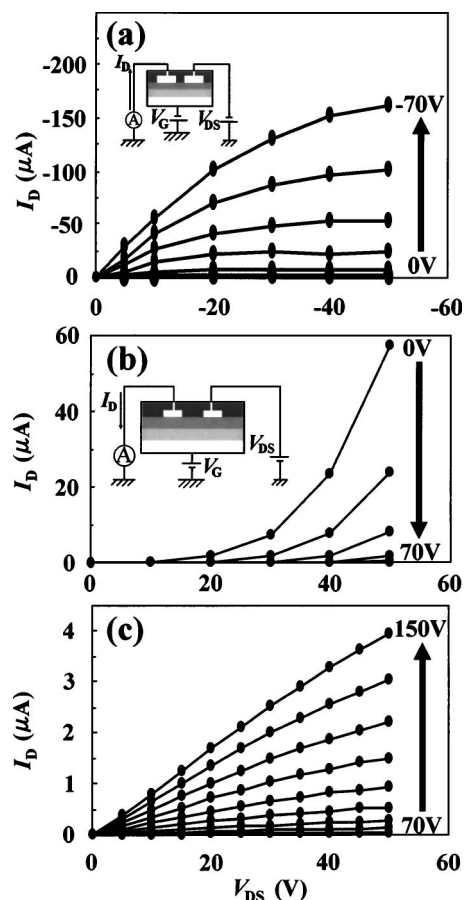 (a)
I_D
A
V_G
V_DS
-70V
0V
I_D (μA)
-200
-150
-100
-50
0
0 -20 -40 -60
(b)
I_D
A
V_G
V_DS
0V
70V
I_D (μA)
60
40
20
0
0 20 40 60
(c)
150V
70V
I_D (μA)
4
3
2
1
0
0 20 40 60
V_DS (V)